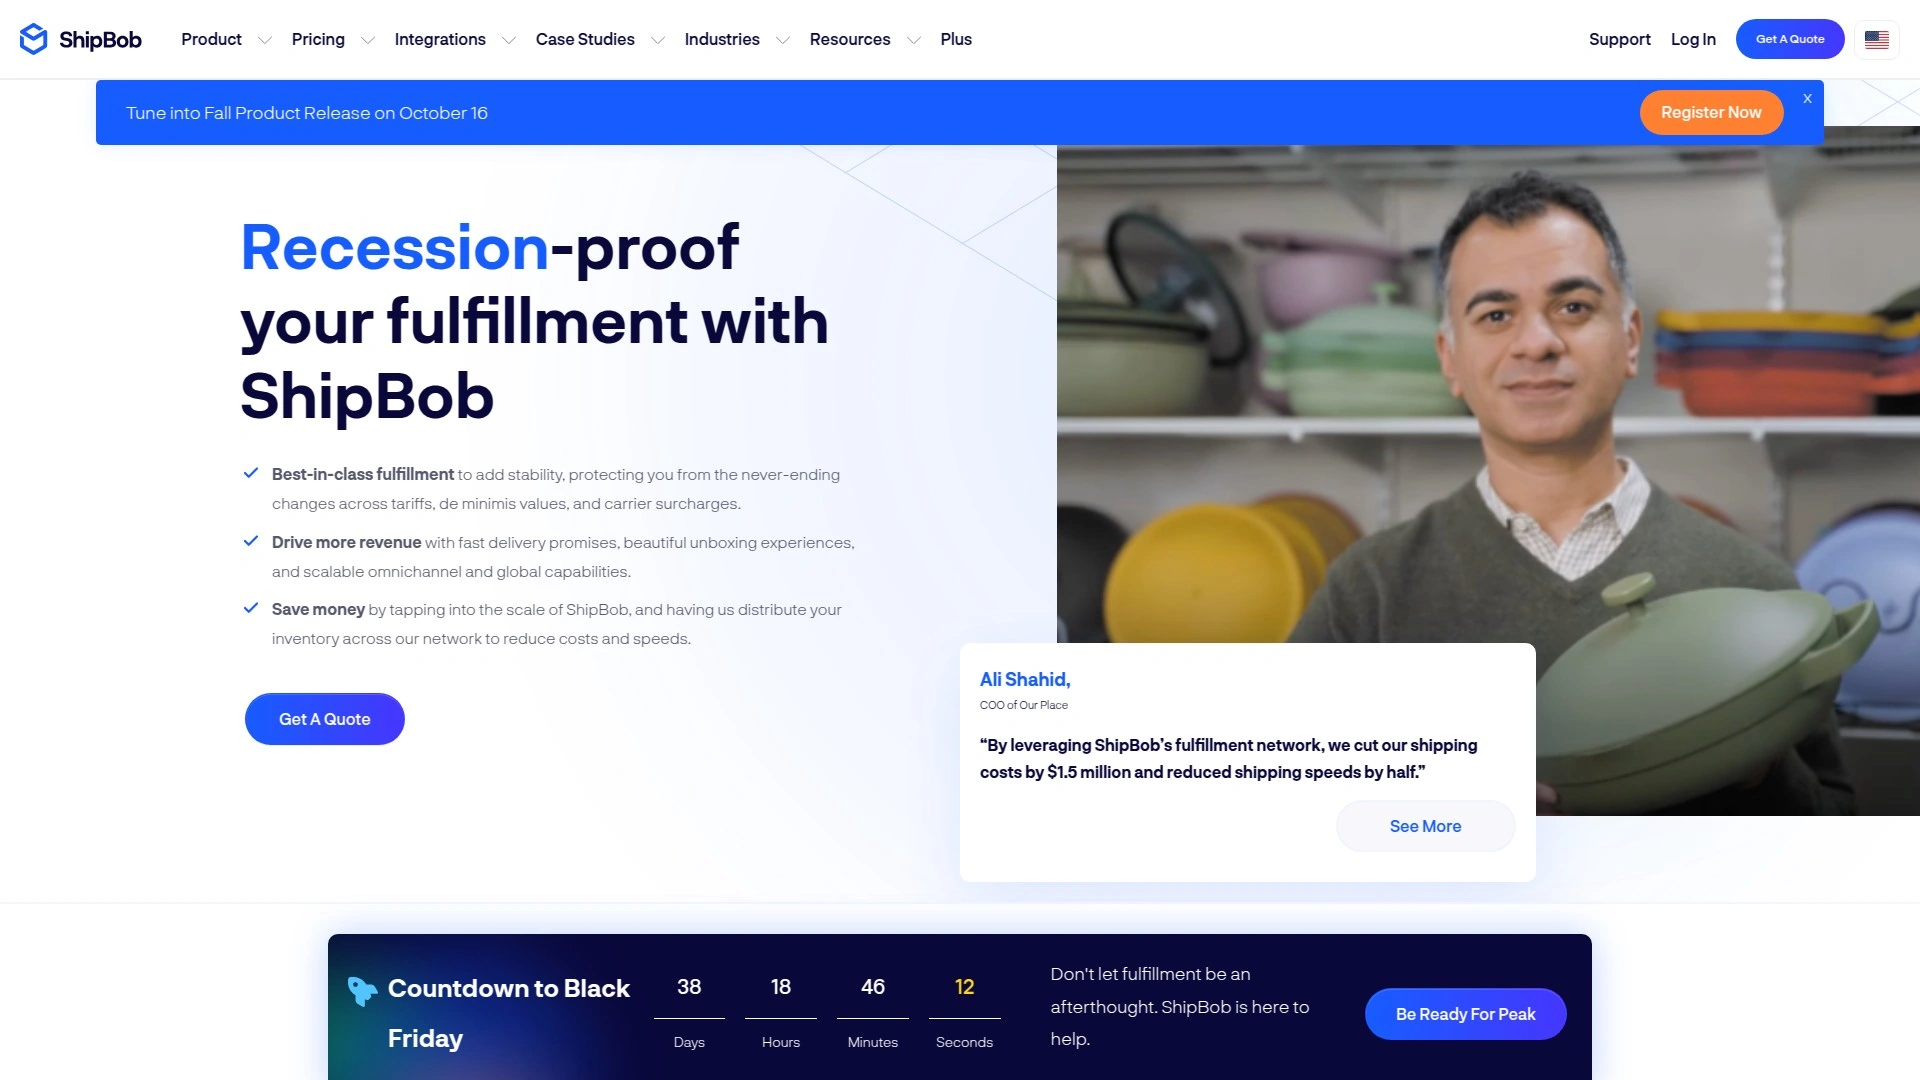 ShipBob
Product
Pricing
Integrations
Case Studies
Industries
Resources
Plus
Support
Log In
Get A Quote
Tune into Fall Product Release on October 16
Register Now
X
Recession-proof
your fulfillment with
ShipBob
Best-in-class fulfillment to add stability, protecting you from the never-ending
changes across tariffs, de minimis values, and carrier surcharges.
Drive more revenue with fast delivery promises, beautiful unboxing experiences,
and scalable omnichannel and global capabilities.
Save money by tapping into the scale of ShipBob, and having us distribute your
inventory across our network to reduce costs and speeds.
Get A Quote
Ali Shahid,
COO of Our Place
“By leveraging ShipBob’s fulfillment network, we cut our shipping
costs by $1.5 million and reduced shipping speeds by half.”
See More
Countdown to Black
Friday
38
18
46
12
Days
Hours
Minutes
Seconds
Don't let fulfillment be an
afterthought. ShipBob is here to
help.
Be Ready For Peak